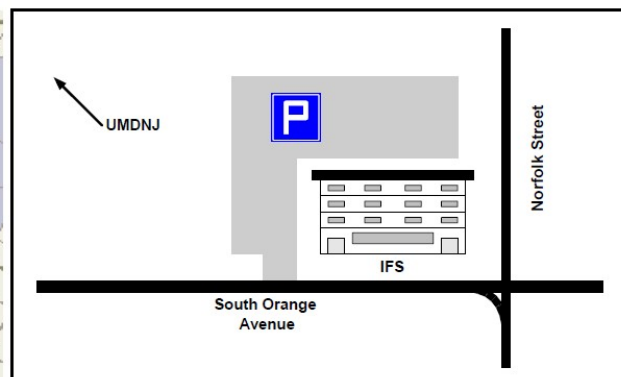 P
UMDNJ
Norfolk Street
IFS
South Orange
Avenue